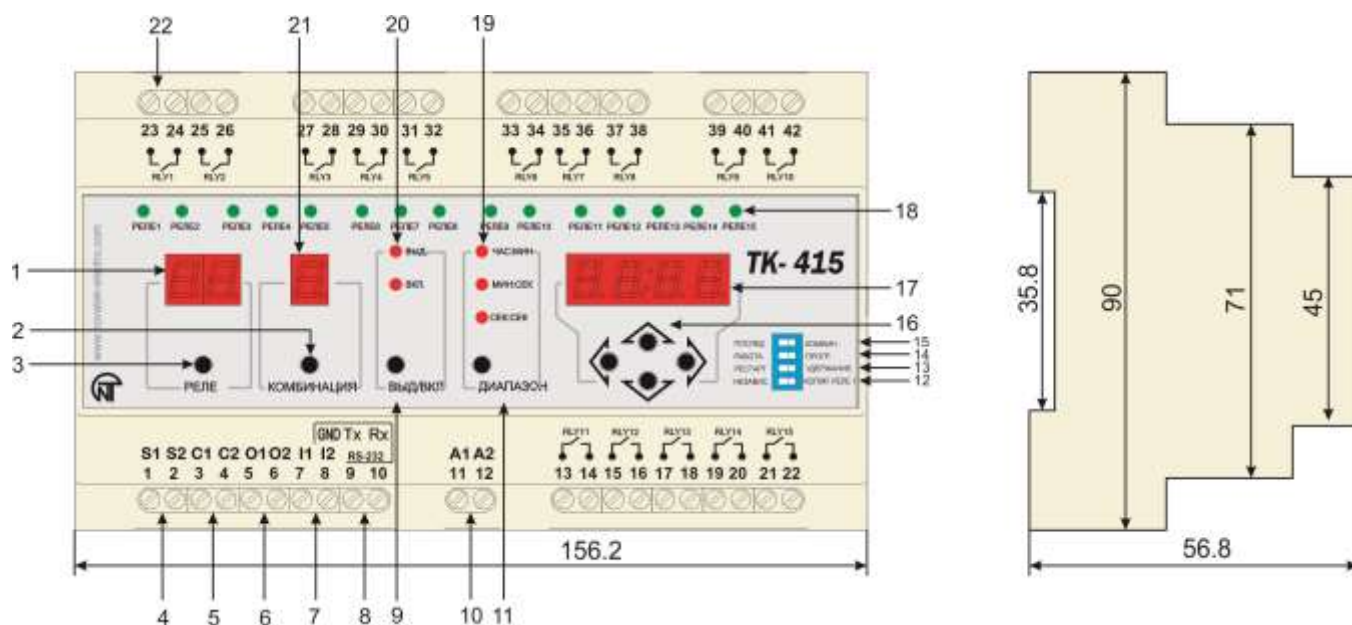 22 21 20 19
23 24 25 26 27 28 29 30 31 32 33 34 35 36 37 38 39 40 41 42
RLY1 RLY2 RLY3 RLY4 RLY5 RLY6 RLY7 RLY8 RLY9 RLY10
РЕЛЕ1 РЕЛЕ2 РЕЛЕ3 РЕЛЕ4 РЕЛЕ5 РЕЛЕ6 РЕЛЕ7 РЕЛЕ8 РЕЛЕ9 РЕЛЕ10 РЕЛЕ11 РЕЛЕ12 РЕЛЕ13 РЕЛЕ14 РЕЛЕ15
18
ВЫД. ЧАС:МИН
TK- 415
1
ВКЛ. МИН:СЕК
17
СЕК:СЕК
2
16
3
15
14
РЕСТАРТ УДЕРЖАНИЕ 13
12
РЕЛЕ КОМБИНАЦИЯ ВЫД/ВКЛ ДИАПАЗОН
GND Tx Rx
RS-232
S1 S2 C1 C2 O1 O2 I1 I2 A1 A2
RLY11 RLY12 RLY13 RLY14 RLY15
1 2 3 4 5 6 7 8 9 10 11 12 13 14 15 16 17 18 19 20 21 22
156.2
4 5 6 7 8 9 10 11
35.8
90
71
45
56.8